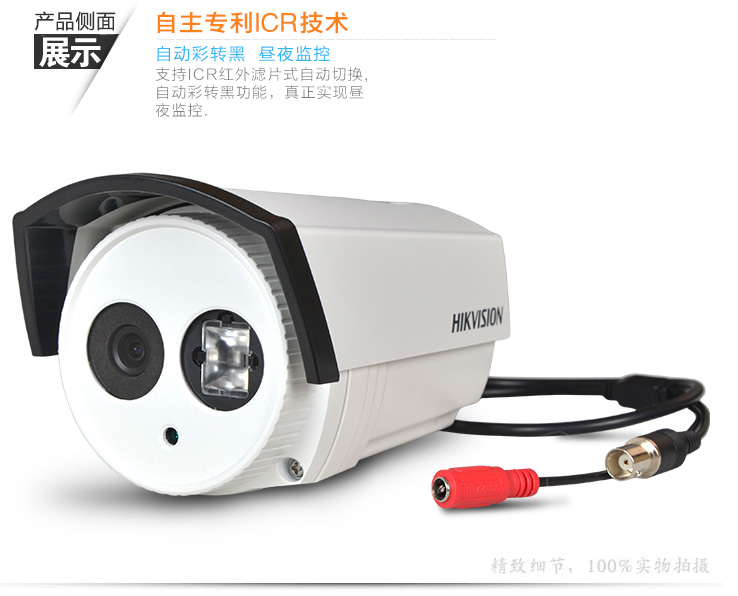 产品侧面
展示
自主专利ICR技术
自动彩转黑 昼夜监控
支持ICR红外滤片式自动切换，
自动彩转黑功能，真正实现昼
夜监控.
HIKVISION
精致细节，100%实物拍摄